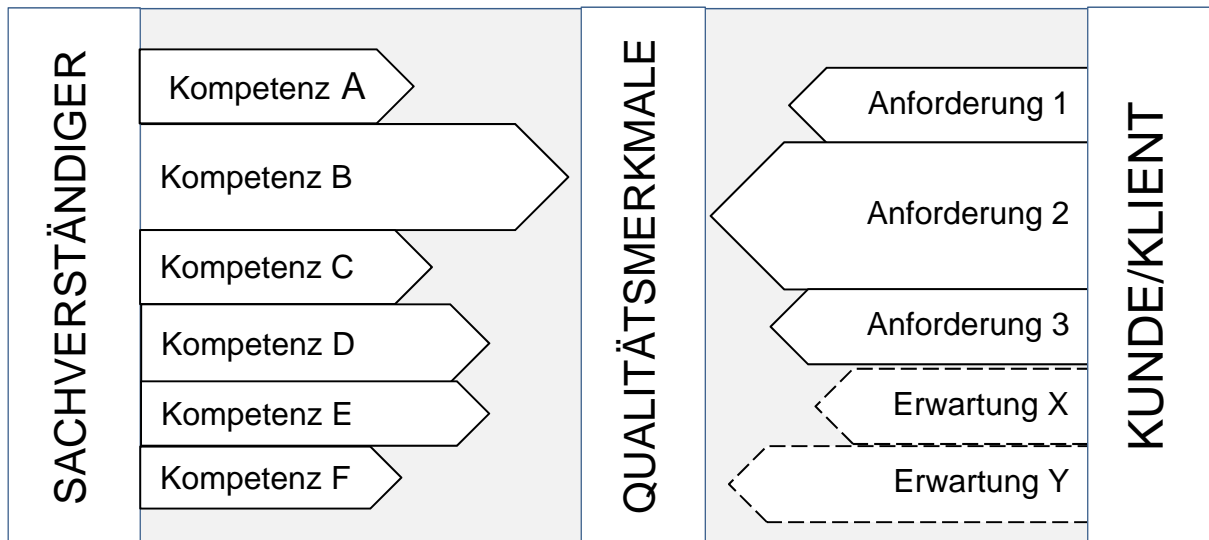 SACHVERSTÄNDIGER
Kompetenz A
Kompetenz B
Kompetenz C
Kompetenz D
Kompetenz E
Kompetenz F
QUALITÄTSMERKMALE
Anforderung 1
Anforderung 2
Anforderung 3
Erwartung X
Erwartung Y
KUNDE/KLIENT